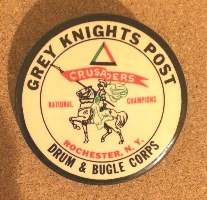 GREY KNIGHTS POST
CRUSADERS
NATIONAL CHAMPIONS
ROCHESTER, N.Y.
DRUM & BUGLE CORPS